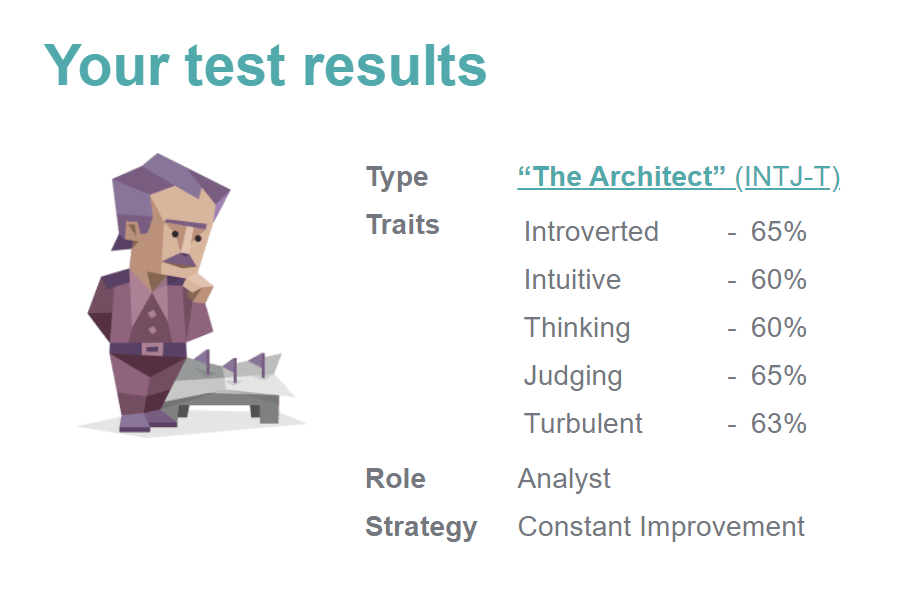 Your test results
Type “The Architect” (INTJ-T)
Traits Introverted - 65%
Intuitive - 60%
Thinking - 60%
Judging - 65%
Turbulent - 63%
Role Analyst
Strategy Constant Improvement